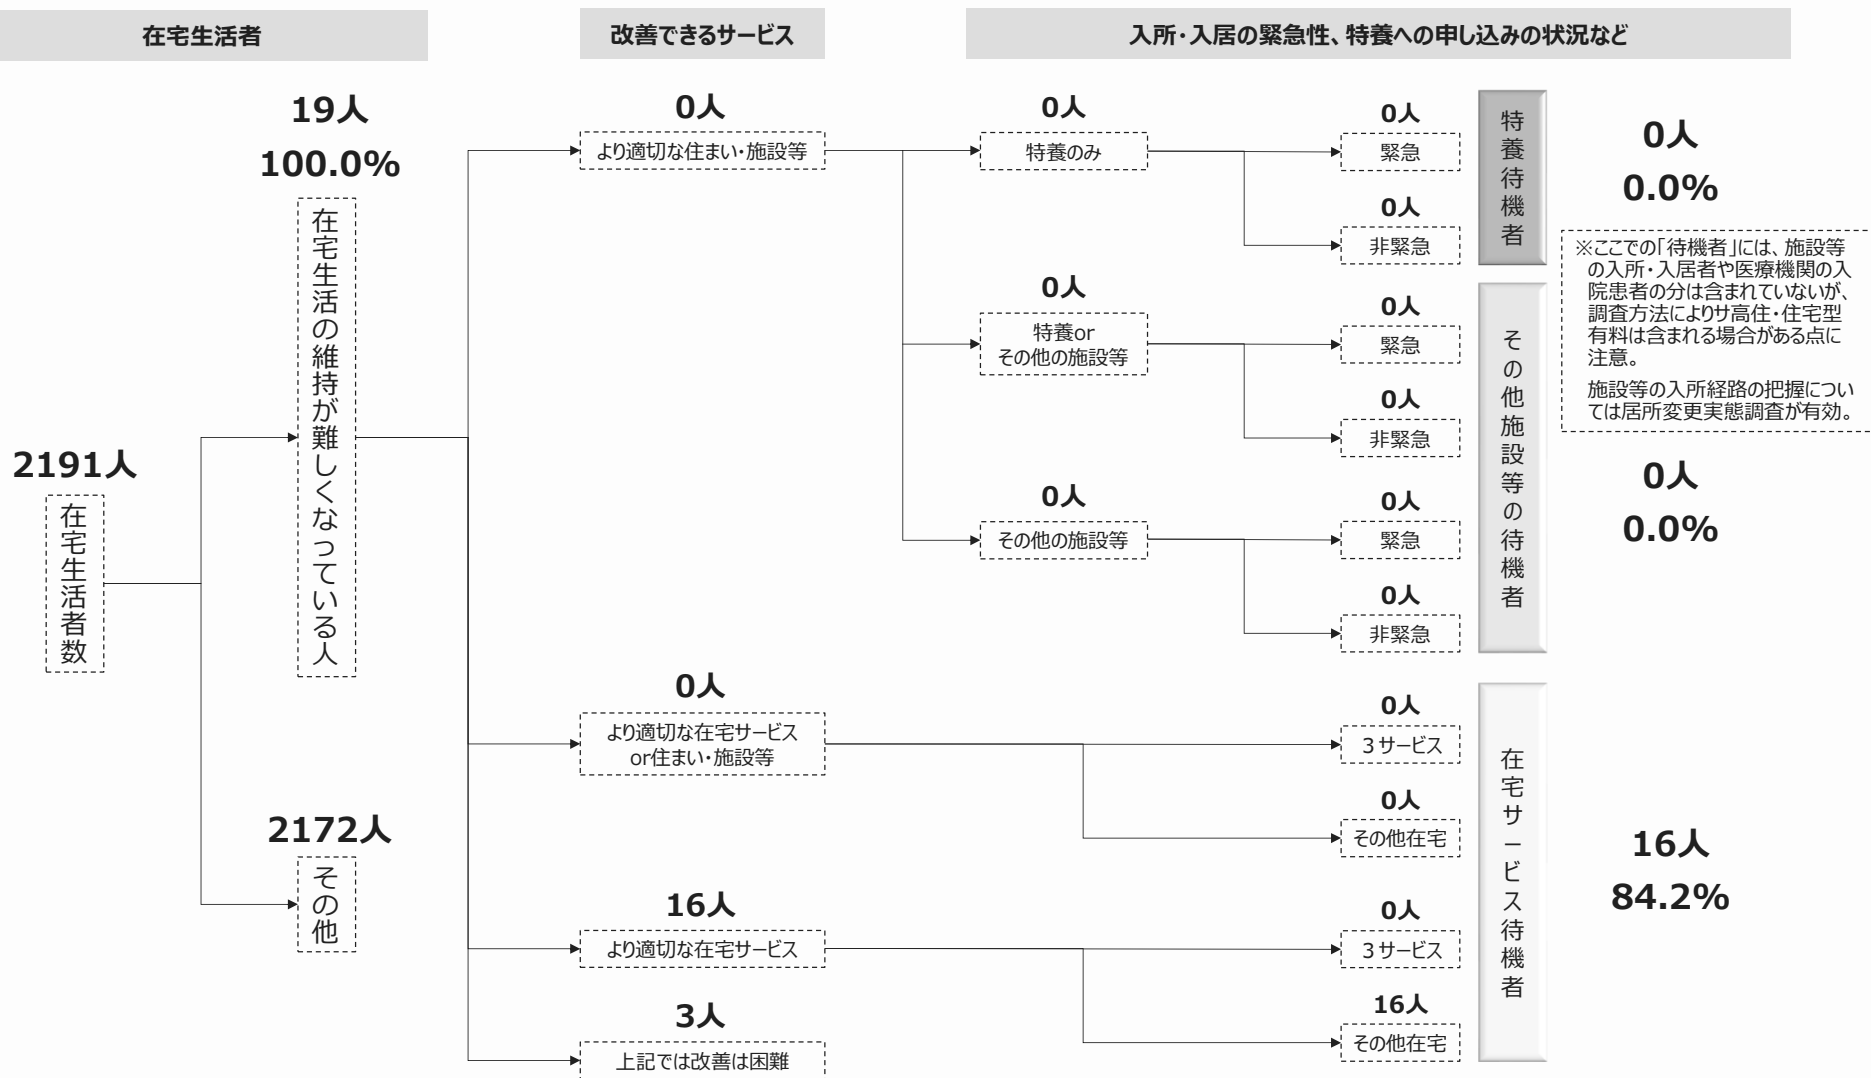 在宅生活者
改善できるサービス
入所・入居の緊急性、特養への申し込みの状況など
2191人
在宅生活者数
19人
100.0%
在宅生活の維持が難しくなっている人
2172人
その他
0人
より適切な住まい・施設等
0人
より適切な在宅サービス
or住まい・施設等
16人
より適切な在宅サービス
3人
上記では改善は困難
0人
特養のみ
0人
特養or
その他の施設等
0人
その他の施設等
0人
緊急
0人
非緊急
0人
緊急
0人
非緊急
0人
緊急
0人
非緊急
0人
3サービス
0人
その他在宅
0人
3サービス
16人
その他在宅
特養待機者
0人
0.0%
※ここでの「待機者」には、施設等
の入所・入居者や医療機関の入
院患者の分は含まれていないが、
調査方法によりサ高住・住宅型
有料は含まれる場合がある点に
注意。
施設等の入所経路の把握につい
ては居所変更実態調査が有効。
その他施設等の待機者
0人
0.0%
在宅サービス待機者
16人
84.2%